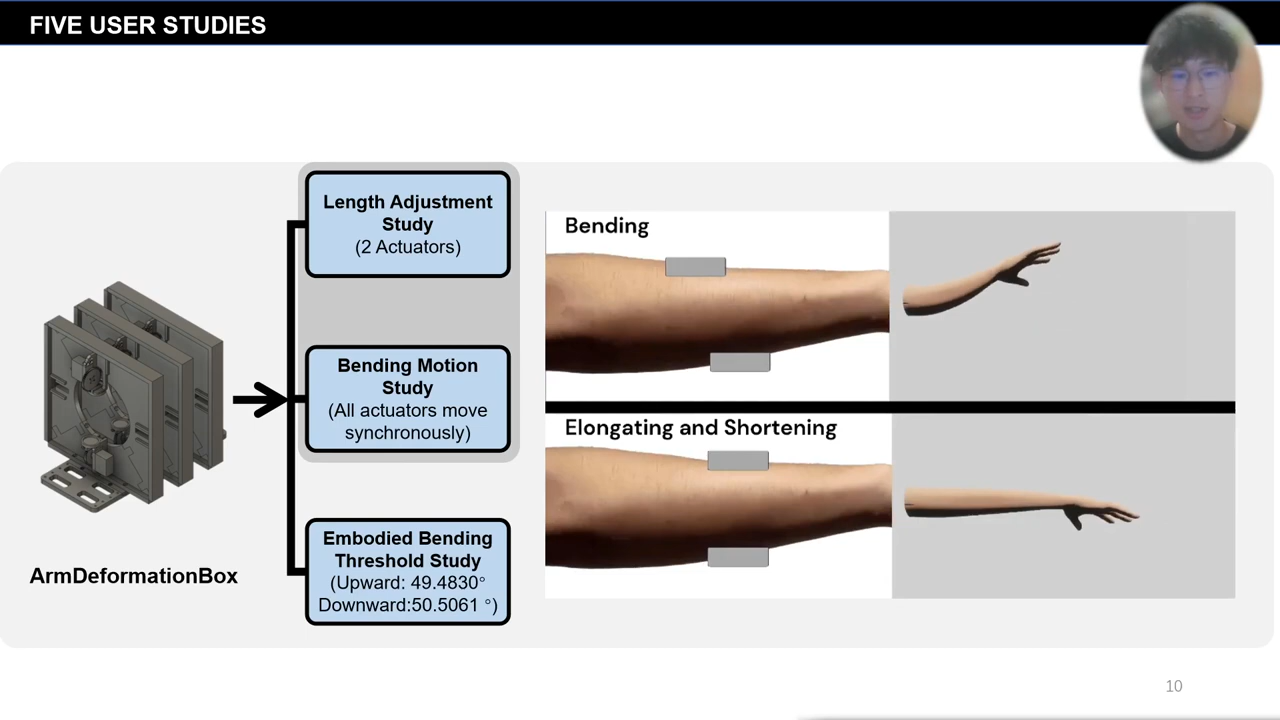 FIVE USER STUDIES
Length Adjustment
Study
(2 Actuators)
Bending Motion
Study
(All actuators move
synchronously)
Embodied Bending
Threshold Study
(Upward: 49.4830°
Downward:50.5061 °)
ArmDeformationBox
Bending
Elongating and Shortening
10